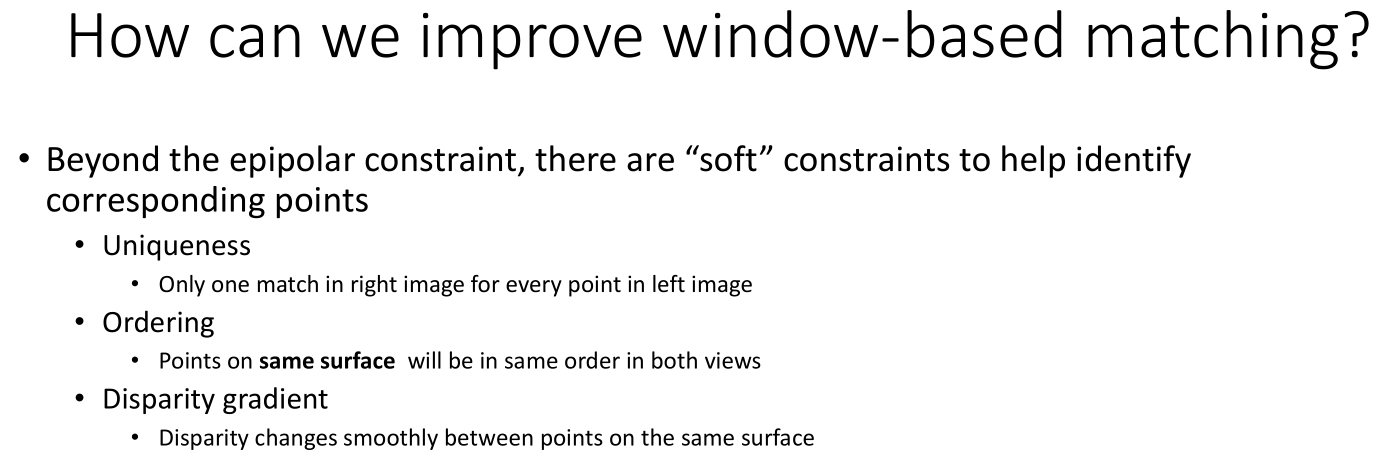 How can we improve window-based matching?
• Beyond the epipolar constraint, there are “soft” constraints to help identify
corresponding points
• Uniqueness
• Only one match in right image for every point in left image
• Ordering
• Points on same surface will be in same order in both views
• Disparity gradient
• Disparity changes smoothly between points on the same surface